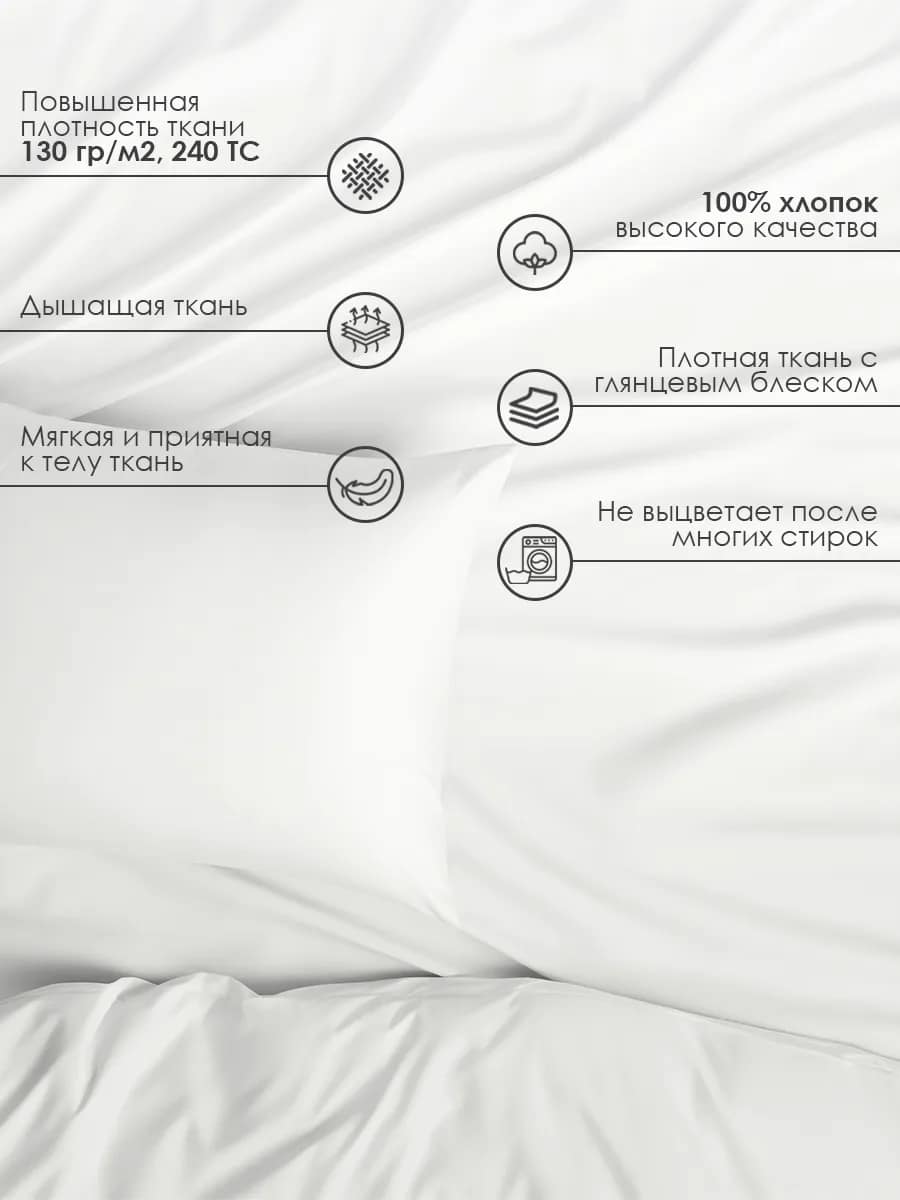 Повышенная
плотность ткани
130 гр/м2, 240 ТС
100% хлопок
высокого качества
Дышащая ткань
Плотная ткань с
глянцевым блеском
Мягкая и приятная
к телу ткань
Не выцветает после
многих стирок